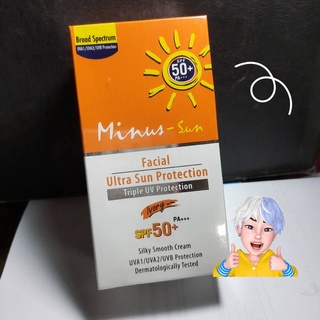 Broad Spectrum
UVA1/UVA2/UVB Protection
SPF
50+
PA+++
Minus-Sun
Facial
Ultra Sun Protection
Triple UV Protection
Ivory
SPF50+ PA+++
Silky Smooth Cream
UVA1/UVA2/UVB Protection
Dermatologically Tested